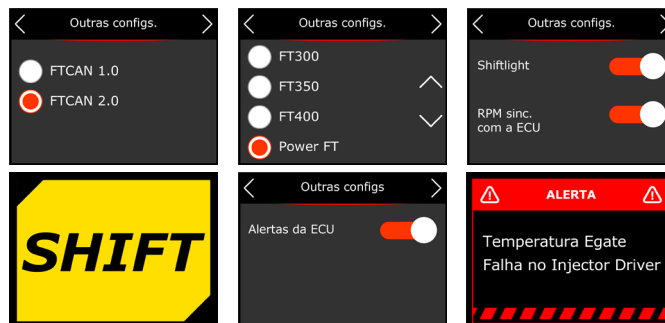 Outras configs.
FTCAN 1.0
FTCAN 2.0
Outras configs.
FT300
FT350
FT400
Power FT
Outras configs.
Shiftlight
RPM sinc.
com a ECU
SHIFT
Outras configs
Alertas da ECU
ALERTA
Temperatura Egate
Falha no Injector Driver